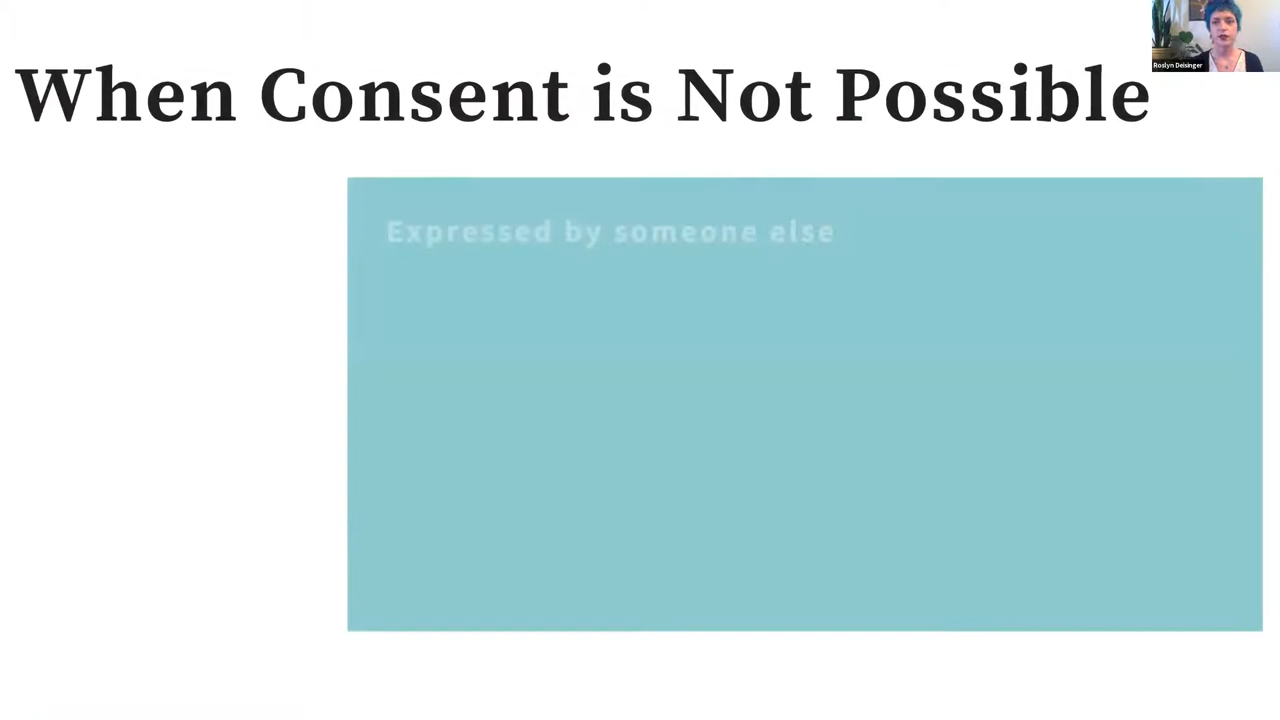 When Consent is Not Possible
Roslyn Deisinger
Expressed by someone else